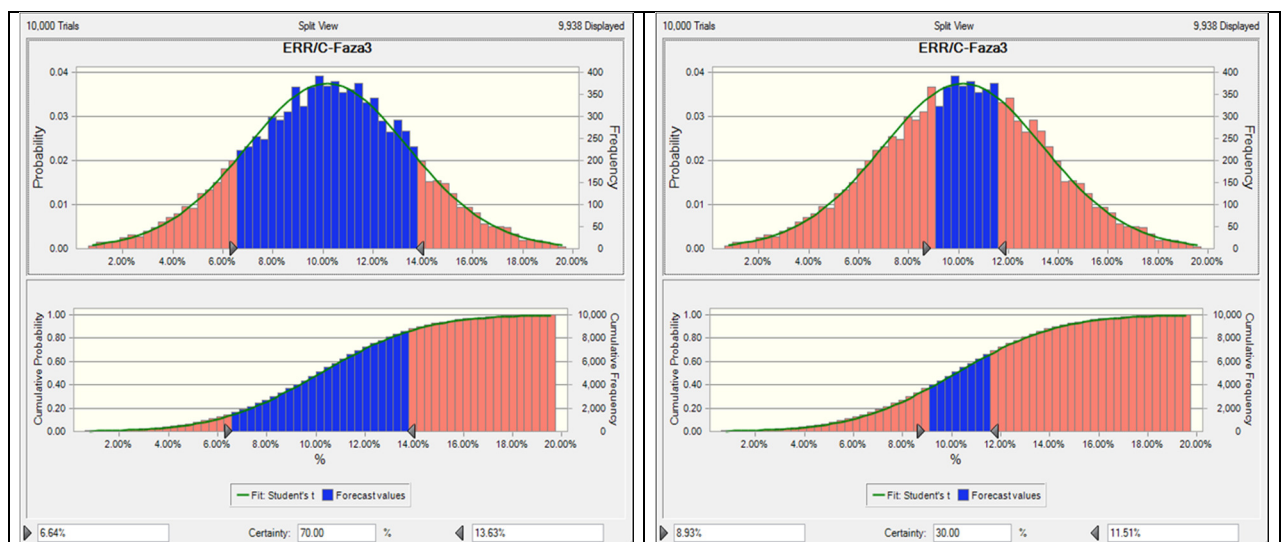 10,000 Trials Split View 9,938 Displayed
ERR/C-Faza3
0.04 400
350
0.03 300
250
0.02 200
150
0.01 100
50
0.00 0
Probability
Frequency
2.00% 4.00% 6.00% 8.00% 10.00% 12.00% 14.00% 16.00% 18.00% 20.00%
1.00 10,000
0.80 8,000
0.60 6,000
0.40 4,000
0.20 2,000
0.00 0
Cumulative Probability
Cumulative Frequency
2.00% 4.00% 6.00% 8.00% 10.00% 12.00% 14.00% 16.00% 18.00% 20.00%
%
Fit: Student's t Forecast values
6.64% Certainty: 70.00 % 13.63%
10,000 Trials Split View 9,938 Displayed
ERR/C-Faza3
0.04 400
350
0.03 300
250
0.02 200
150
0.01 100
50
0.00 0
Probability
Frequency
2.00% 4.00% 6.00% 8.00% 10.00% 12.00% 14.00% 16.00% 18.00% 20.00%
1.00 10,000
0.80 8,000
0.60 6,000
0.40 4,000
0.20 2,000
0.00 0
Cumulative Probability
Cumulative Frequency
2.00% 4.00% 6.00% 8.00% 10.00% 12.00% 14.00% 16.00% 18.00% 20.00%
%
Fit: Student's t Forecast values
8.93% Certainty: 30.00 % 11.51%